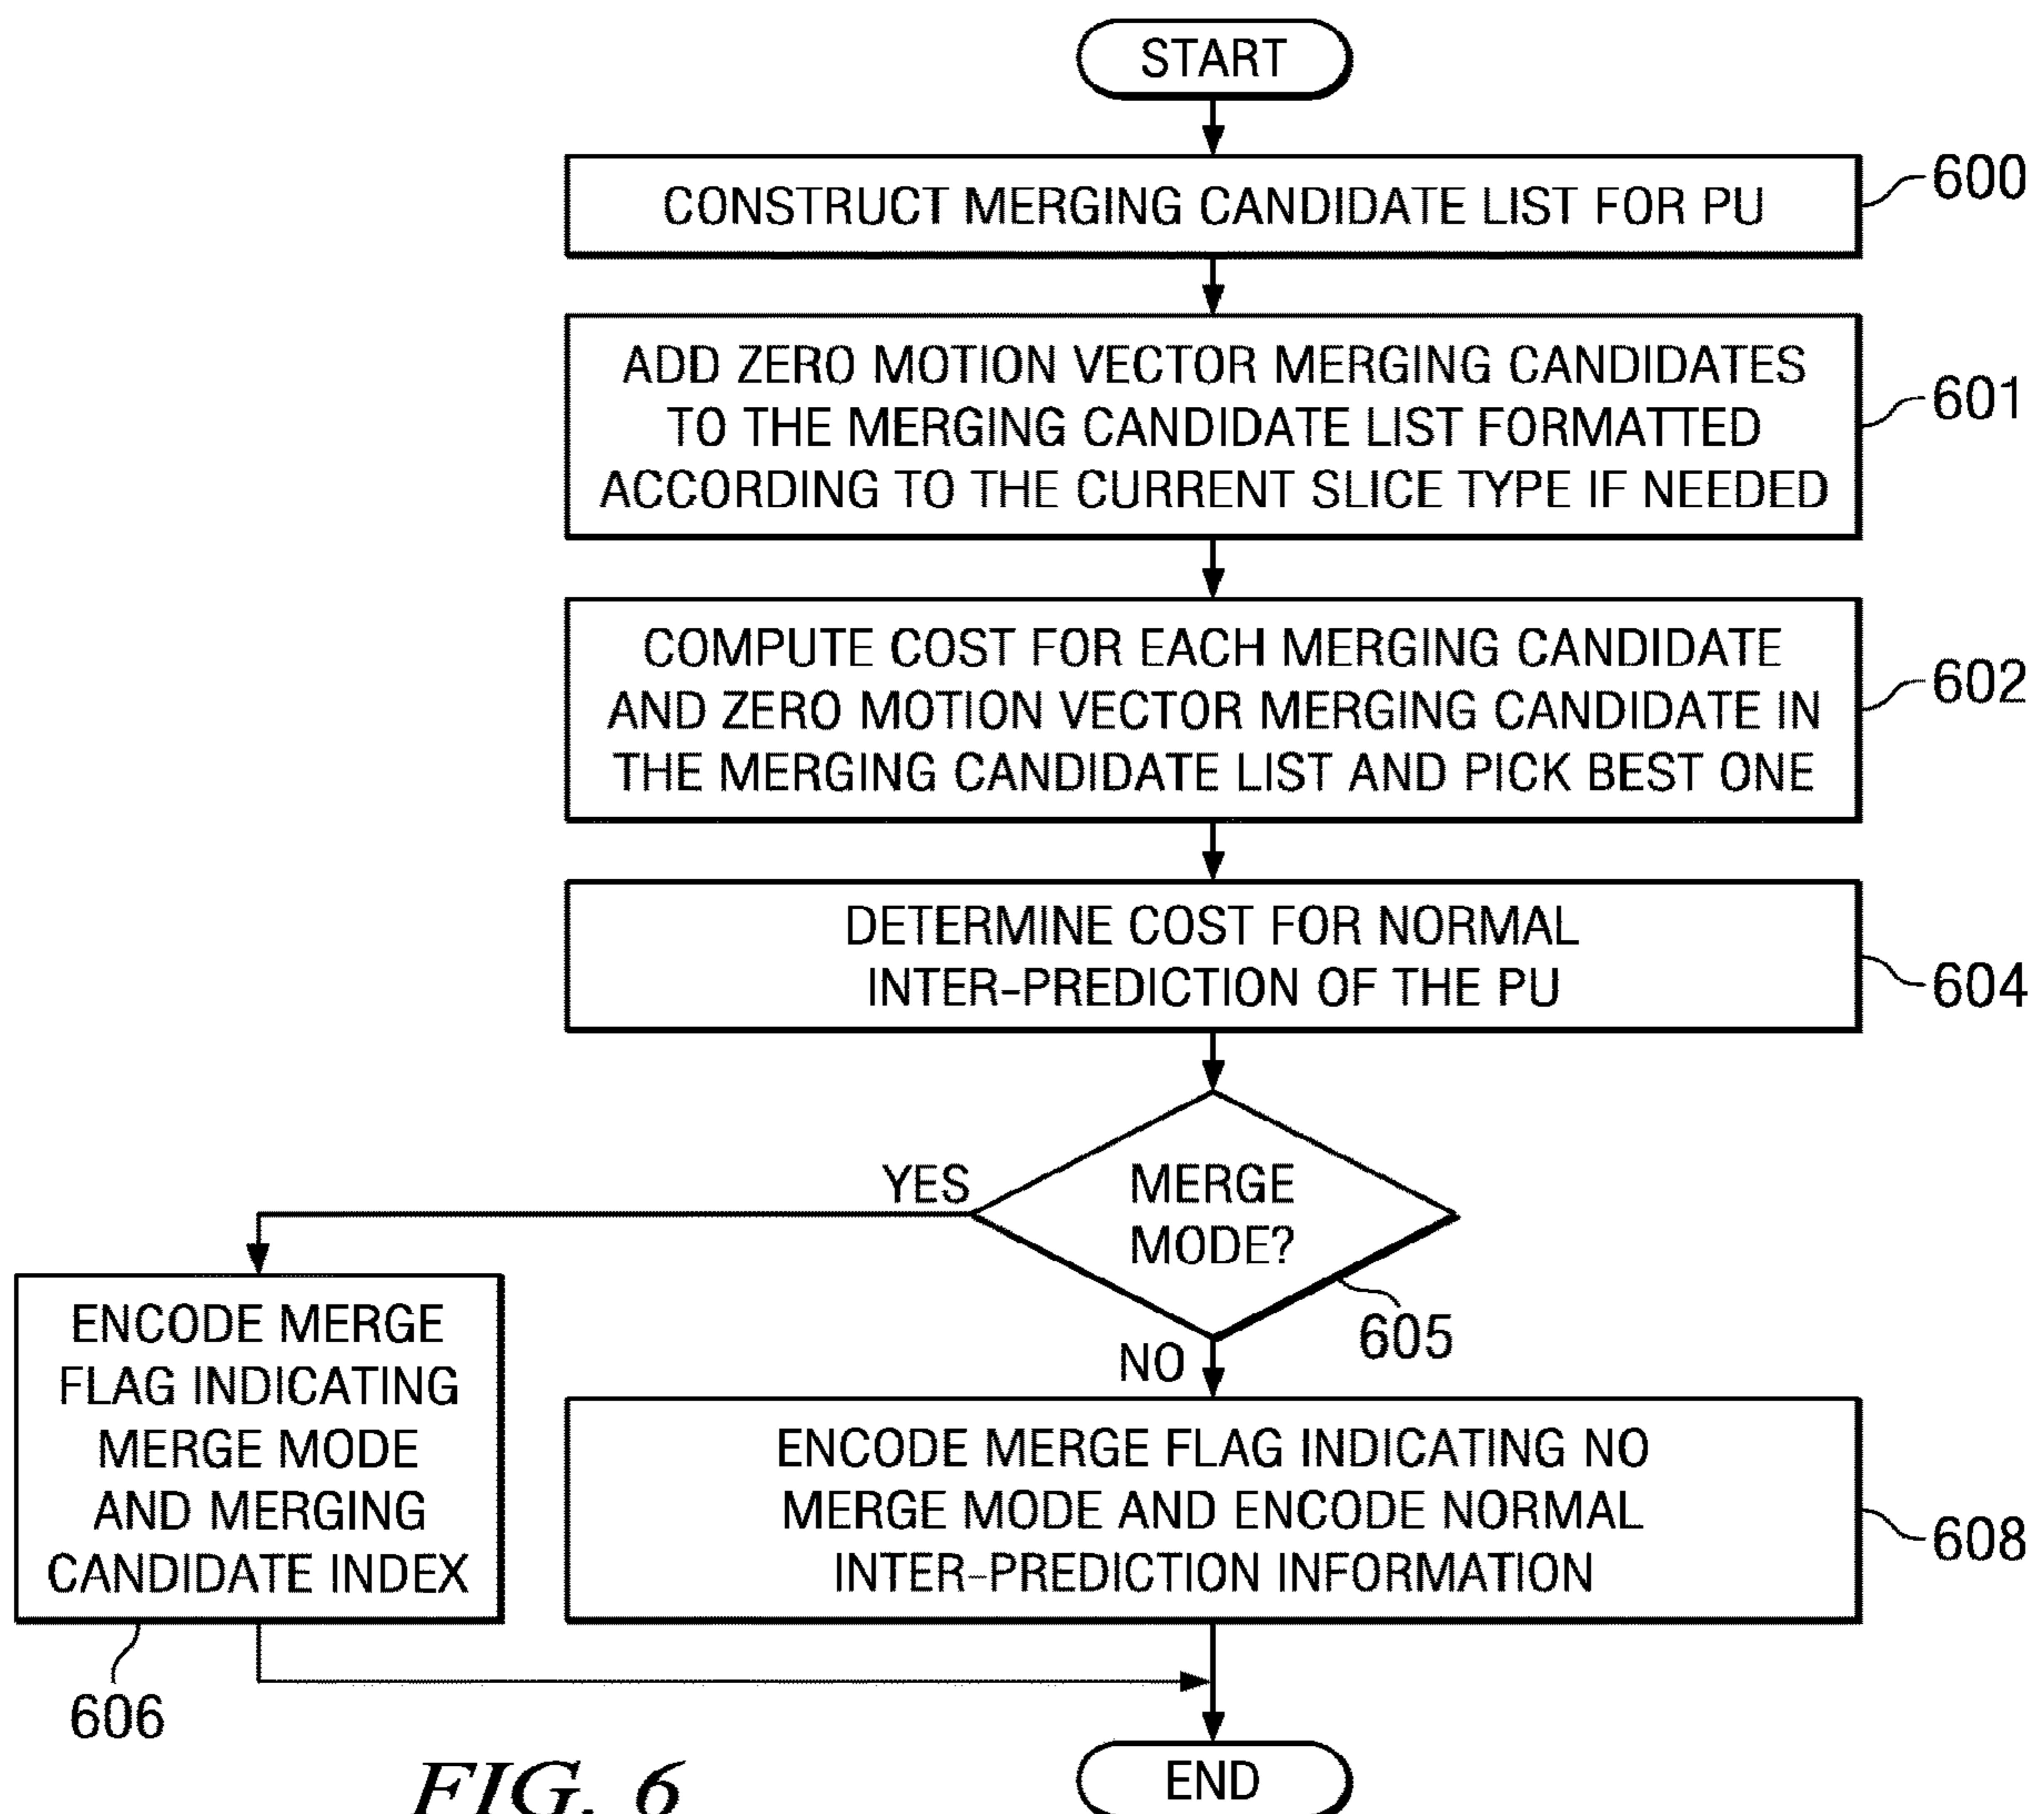 START
CONSTRUCT MERGING CANDIDATE LIST FOR PU
600
ADD ZERO MOTION VECTOR MERGING CANDIDATES
TO THE MERGING CANDIDATE LIST FORMATTED
ACCORDING TO THE CURRENT SLICE TYPE IF NEEDED
601
COMPUTE COST FOR EACH MERGING CANDIDATE
AND ZERO MOTION VECTOR MERGING CANDIDATE IN
THE MERGING CANDIDATE LIST AND PICK BEST ONE
602
DETERMINE COST FOR NORMAL
INTER-PREDICTION OF THE PU
604
MERGE
MODE?
605
YES
NO
ENCODE MERGE
FLAG INDICATING
MERGE MODE
AND MERGING
CANDIDATE INDEX
606
ENCODE MERGE FLAG INDICATING NO
MERGE MODE AND ENCODE NORMAL
INTER-PREDICTION INFORMATION
608
END
FIG. 6